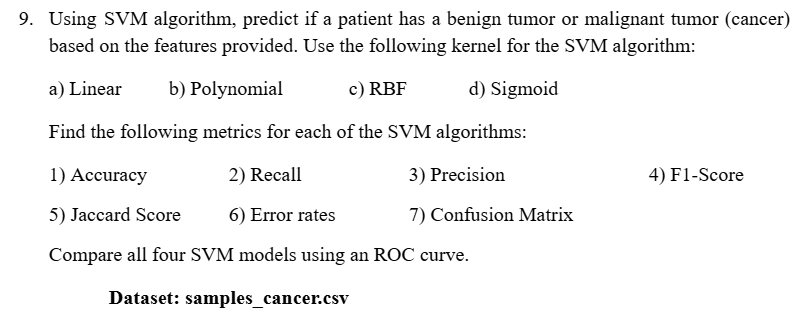 9. Using SVM algorithm, predict if a patient has a benign tumor or malignant tumor (cancer)
based on the features provided. Use the following kernel for the SVM algorithm:
a) Linear b) Polynomial c) RBF d) Sigmoid
Find the following metrics for each of the SVM algorithms:
1) Accuracy 2) Recall 3) Precision 4) F1-Score
5) Jaccard Score 6) Error rates 7) Confusion Matrix
Compare all four SVM models using an ROC curve.
Dataset: samples_cancer.csv